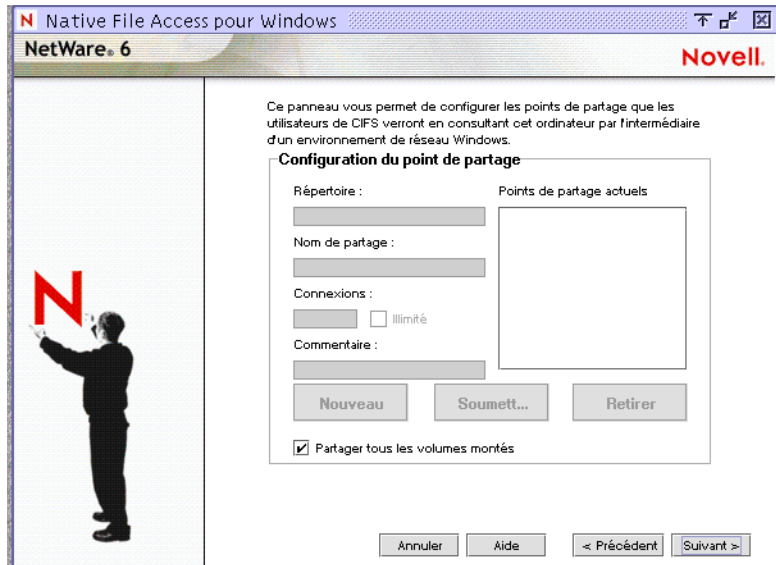 N Native File Access pour Windows
NetWare® 6
Novell.
Ce panneau vous permet de configurer les points de partage que les
utilisateurs de CIFS verront en consultant cet ordinateur par l'intermédiaire
d'un environnement de réseau Windows.
Configuration du point de partage
Répertoire :
Points de partage actuels
Nom de partage :
Connexions :
Illimité
Commentaire :
Nouveau
Soumett...
Retirer
Partager tous les volumes montés
N
Annuler
Aide
< Précédent
Suivant >